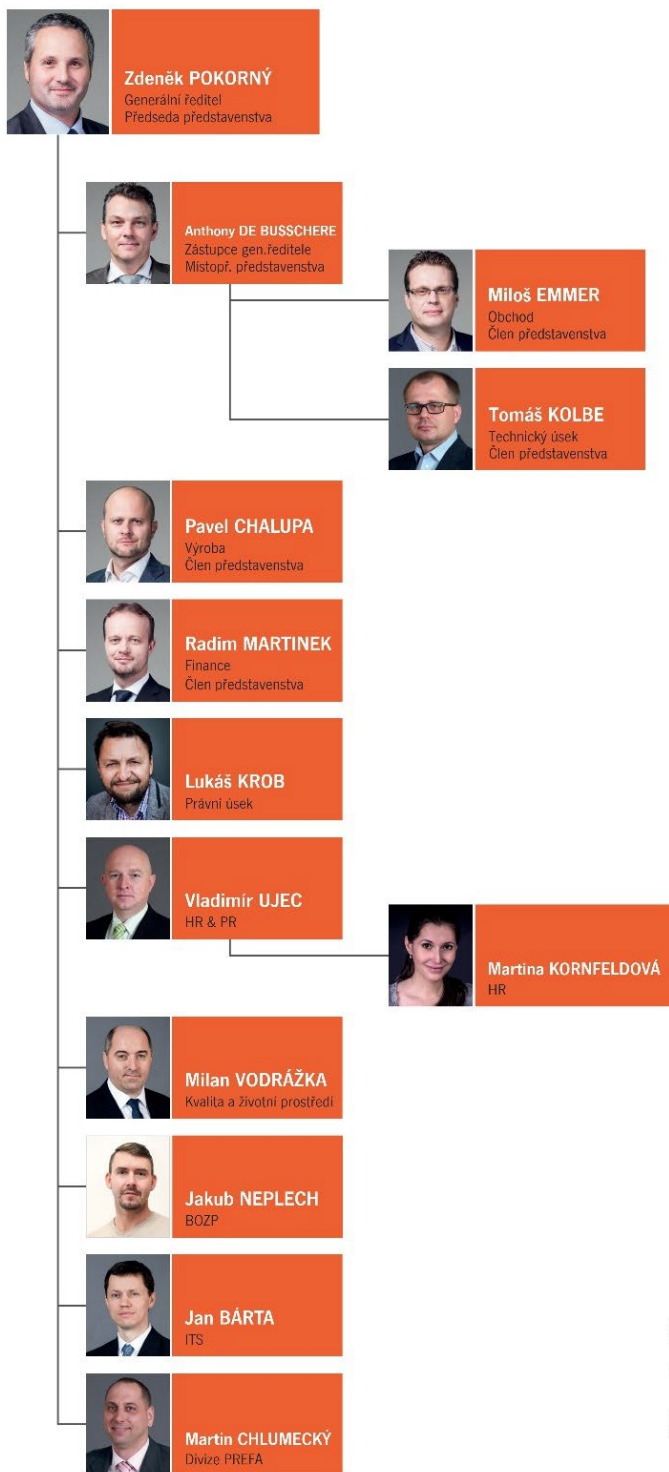 Zdeněk POKORNÝ
Generální ředitel
Předseda představenstva
Anthony DE BUSSCHERE
Zástupce gen.ředitele
Místopř. představenstva
Miloš EMMER
Obchod
Člen představenstva
Tomáš KOLBE
Technický úsek
Člen představenstva
Pavel CHALUPA
Výroba
Člen představenstva
Radim MARTINEK
Finance
Člen představenstva
Lukáš KROB
Právní úsek
Vladimír UJEC
HR & PR
Martina KORNFELDOVÁ
HR
Milan VODRÁŽKA
Kvalita a životní prostředí
Jakub NEPLECH
BOZP
Jan BÁRTA
ITS
Martin CHLUMECKÝ
Divize PREFA